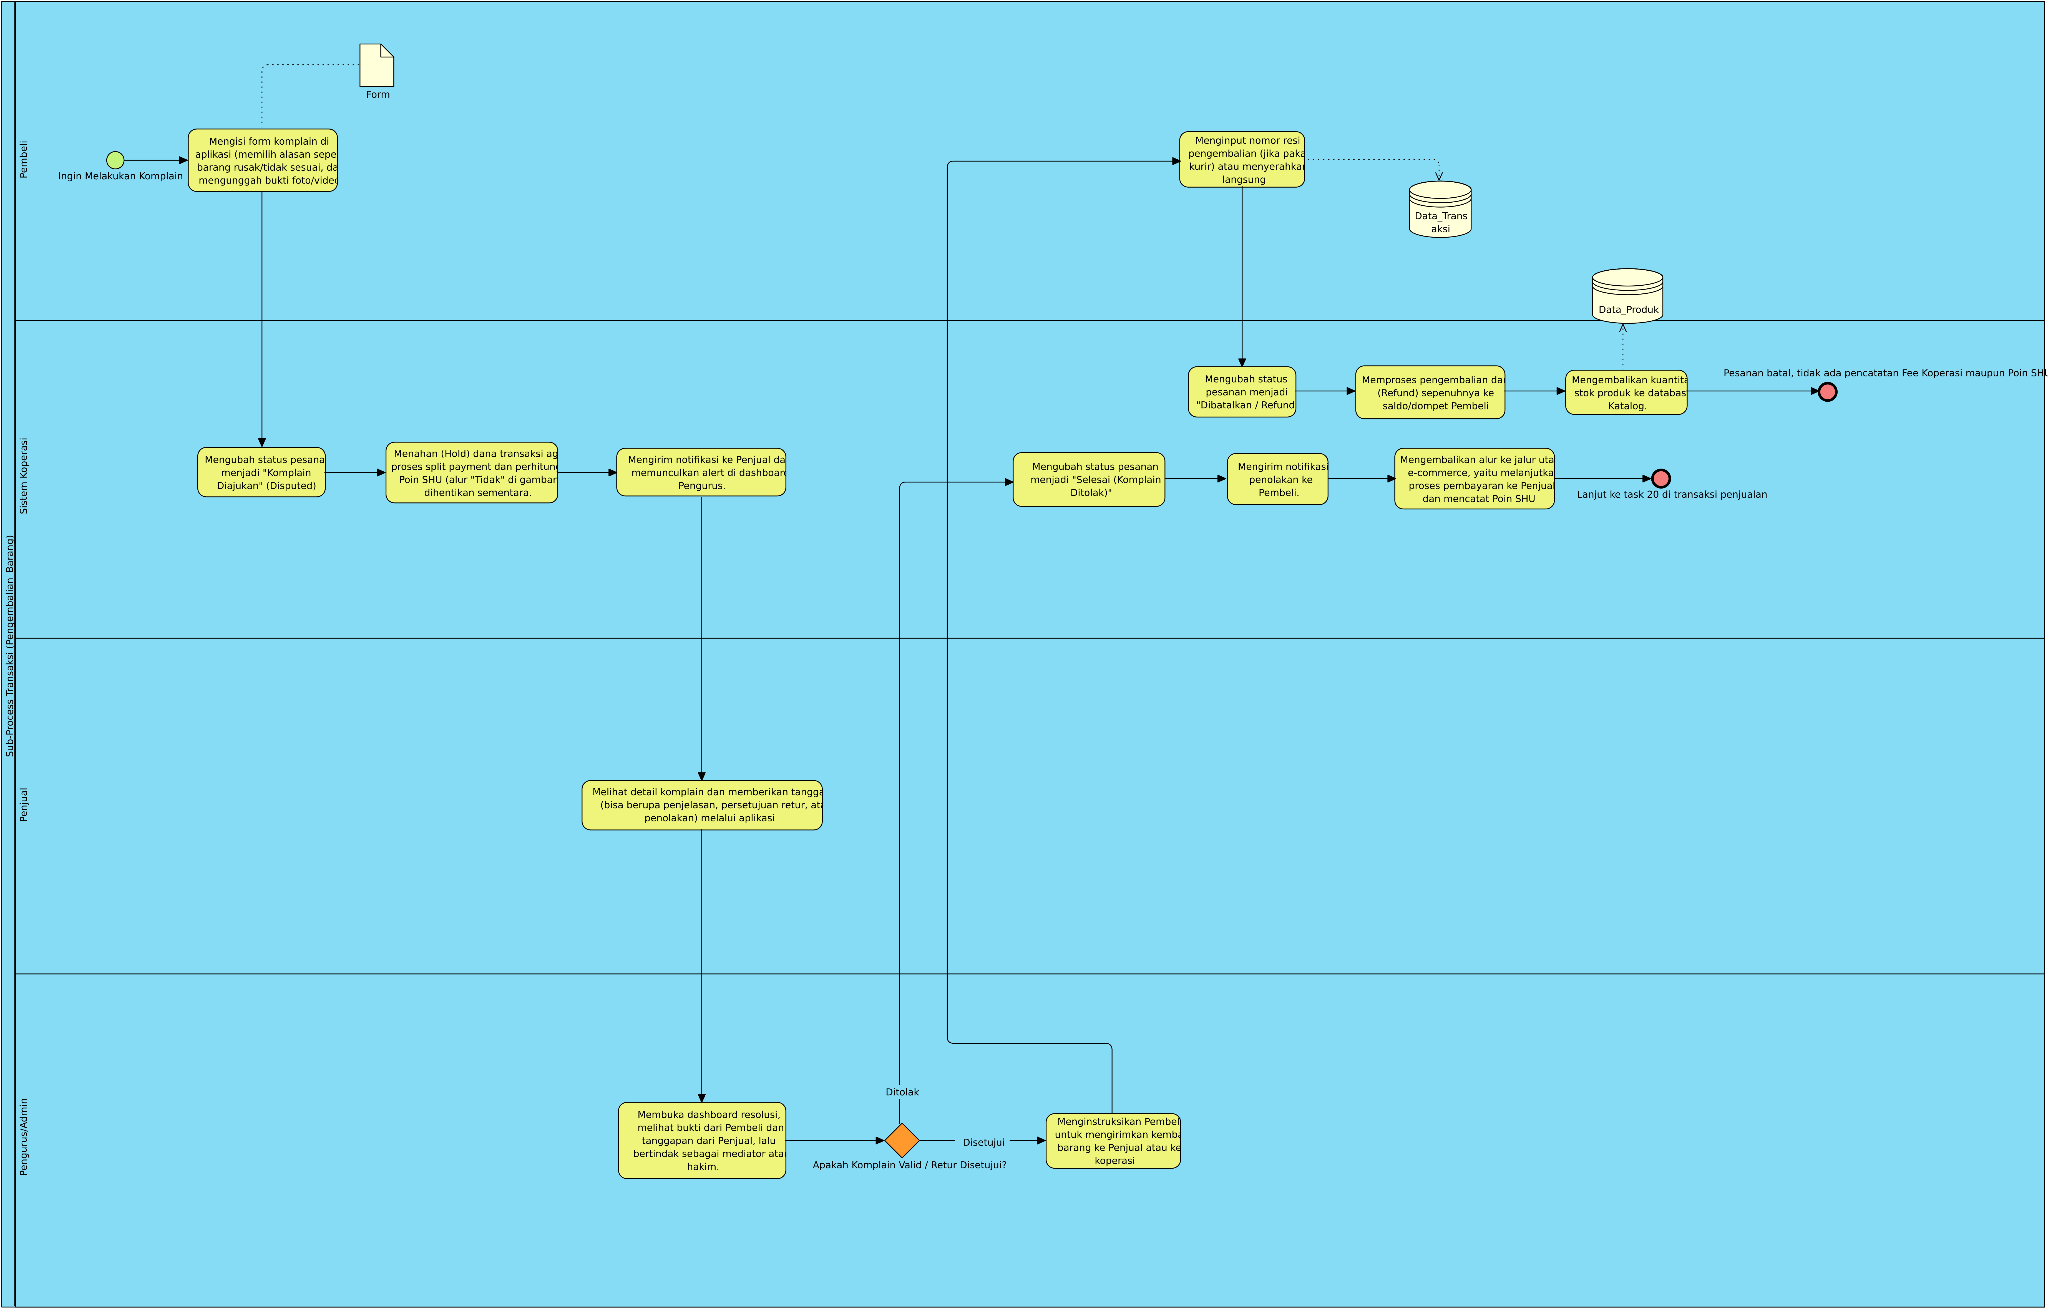 Sub-Process Transaksi (Pengembalian Barang)
Pembeli
Form
Ingin Melakukan Komplain
Mengisi form komplain di
aplikasi (memilih alasan sepe
barang rusak/tidak sesuai, da
mengunggah bukti foto/video
Menginput nomor resi
pengembalian (jika paka
kurir) atau menyerahkan
langsung
Data_Trans
aksi
Data_Produk
Sistem Koperasi
Mengubah status
pesanan menjadi
"Dibatalkan / Refund
Memproses pengembalian dan
(Refund) sepenuhnya ke
saldo/dompet Pembeli
Mengembalikan kuantita
stok produk ke databas
Katalog.
Pesanan batal, tidak ada pencatatan Fee Koperasi maupun Poin SHU
Mengubah status pesana
menjadi "Komplain
Diajukan" (Disputed)
Menahan (Hold) dana transaksi ag
proses split payment dan perhitung
Poin SHU (alur "Tidak" di gambar
dihentikan sementara.
Mengirim notifikasi ke Penjual da
memunculkan alert di dashboard
Pengurus.
Mengubah status pesanan
menjadi "Selesai (Komplain
Ditolak)"
Mengirim notifikasi
penolakan ke
Pembeli.
Mengembalikan alur ke jalur uta
e-commerce, yaitu melanjutka
proses pembayaran ke Penjual
dan mencatat Poin SHU
Lanjut ke task 20 di transaksi penjualan
Penjual
Melihat detail komplain dan memberikan tangga
(bisa berupa penjelasan, persetujuan retur, ata
penolakan) melalui aplikasi
Pengurus/Admin
Membuka dashboard resolusi,
melihat bukti dari Pembeli dan
tanggapan dari Penjual, lalu
bertindak sebagai mediator atau
hakim.
Ditolak
Disetujui
Apakah Komplain Valid / Retur Disetujui?
Menginstruksikan Pembel
untuk mengirimkan kemba
barang ke Penjual atau ke
koperasi